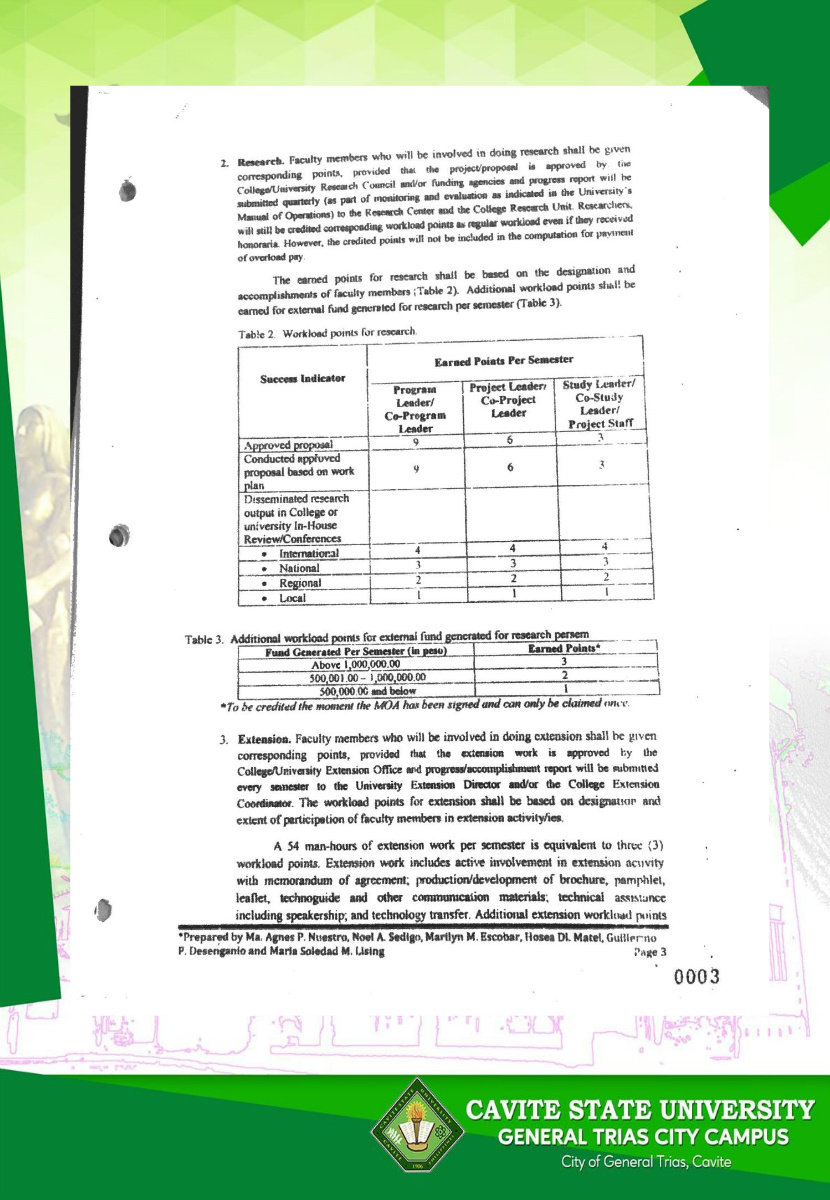 2. Research. Faculty members who will be involved in doing research shall be given
corresponding points, provided that the project/proposal is approved by the
College/University Research Council and/or funding agencies and progress report will be
submitted quarterly (as part of monitoring and evaluation as indicated in the University's
Manual of Operations) to the Research Center and the College Research Unit. Researchers,
will still be credited corresponding workload points as regular workload even if they received
honoraria. However, the credited points will not be included in the computation for payment
of overload pay.
The earned points for research shall be based on the designation and
accomplishments of faculty members (Table 2). Additional workload points shall be
earned for external fund generated for research per semester (Table 3).
Table 2. Workload points for research.
Success Indicator
Earned Points Per Semester
Program Leader/ Co-Program Leader
Project Leader/ Co-Project Leader
Study Leader/ Co-Study Leader/ Project Staff
Approved proposal 9 6 3
Conducted approved proposal based on work plan 9 6 3
Disseminated research
output in College or
university In-House
Review/Conferences
• International 4 4 4
• National 3 3 3
• Regional 2 2 2
• Local 1 1 1
Table 3. Additional workload points for external fund generated for research persem
Fund Generated Per Semester (in peso) Earned Points*
Above 1,000,000.00 3
500,001.00 – 1,000,000.00 2
500,000.00 and below 1
*To be credited the moment the MOA has been signed and can only be claimed once.
3. Extension. Faculty members who will be involved in doing extension shall be given
corresponding points, provided that the extension work is approved by the
College/University Extension Office and progress/accomplishment report will be submitted
every semester to the University Extension Director and/or the College Extension
Coordinator. The workload points for extension shall be based on designation and
extent of participation of faculty members in extension activity/ies.
A 54 man-hours of extension work per semester is equivalent to three (3)
workload points. Extension work includes active involvement in extension activity
with memorandum of agreement; production/development of brochure, pamphlet,
leaflet, technoguide and other communication materials; technical assistance
including speakership; and technology transfer. Additional extension workload points
*Prepared by Ma. Agnes P. Nuestro, Noel A. Sedigo, Marilyn M. Escobar, Hosea DL. Matel, Guillermo
P. Desenganio and Maria Soledad M. Lising Page 3
0003
CAVITE STATE UNIVERSITY
GENERAL TRIAS CITY CAMPUS
City of General Trias, Cavite
CAVITE STATE UNIVERSITY
CAVITE
PHILIPPINES
1906